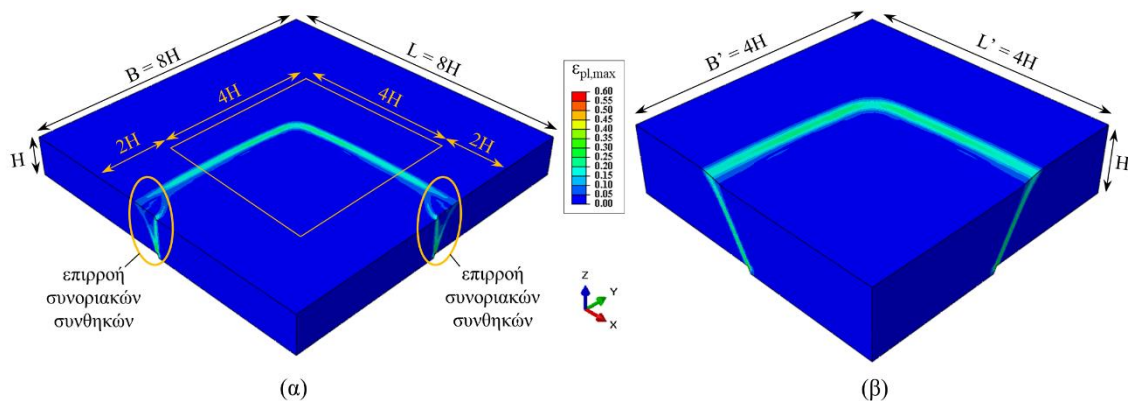 B = 8H
L = 8H
4H
4H
2H
2H
H
επιρροή
συνοριακών
συνθηκών
επιρροή
συνοριακών
συνθηκών
(α)
εpl,max
0.60
0.55
0.50
0.45
0.40
0.35
0.30
0.25
0.20
0.15
0.10
0.05
0.00
Z
Y
X
B’ = 4H
L’ = 4H
H
(β)